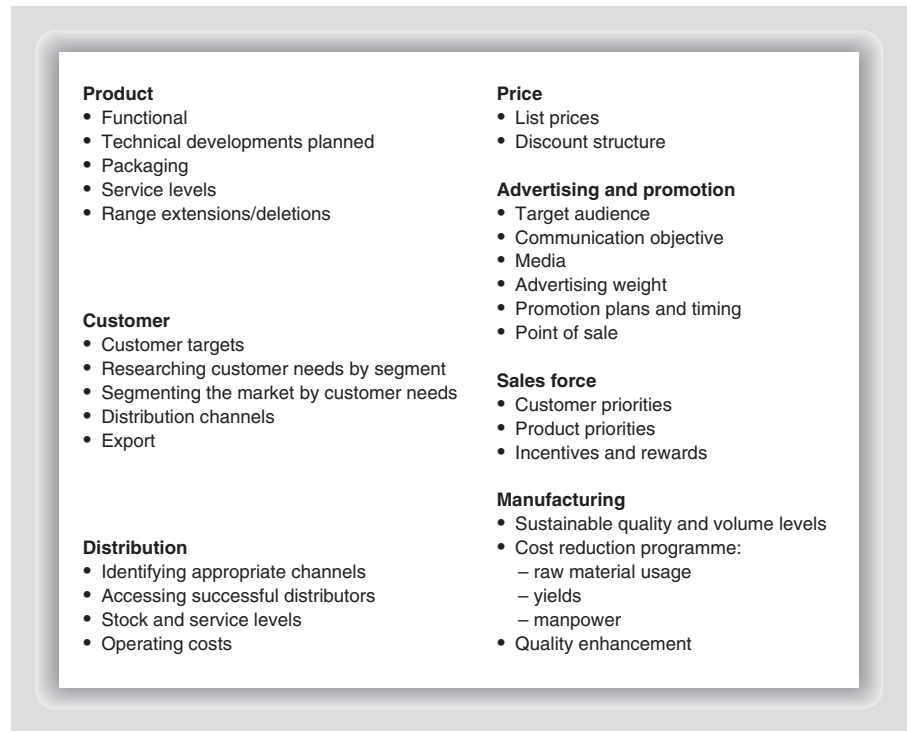 Product
• Functional
• Technical developments planned
• Packaging
• Service levels
• Range extensions/deletions
Customer
• Customer targets
• Researching customer needs by segment
• Segmenting the market by customer needs
• Distribution channels
• Export
Distribution
• Identifying appropriate channels
• Accessing successful distributors
• Stock and service levels
• Operating costs
Price
• List prices
• Discount structure
Advertising and promotion
• Target audience
• Communication objective
• Media
• Advertising weight
• Promotion plans and timing
• Point of sale
Sales force
• Customer priorities
• Product priorities
• Incentives and rewards
Manufacturing
• Sustainable quality and volume levels
• Cost reduction programme:
– raw material usage
– yields
– manpower
• Quality enhancement